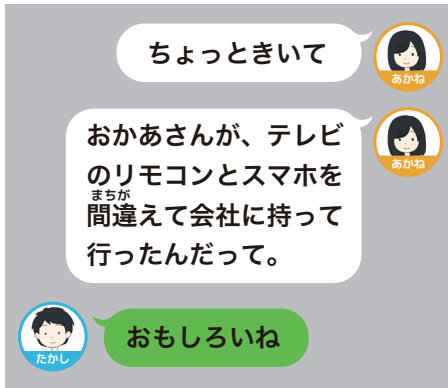 ちょっときいて
あかね
おかあさんが、テレビ
のリモコンとスマホを
まちが
間違えて会社に持って
行ったんだって。
あかね
おもしろいね
たかし